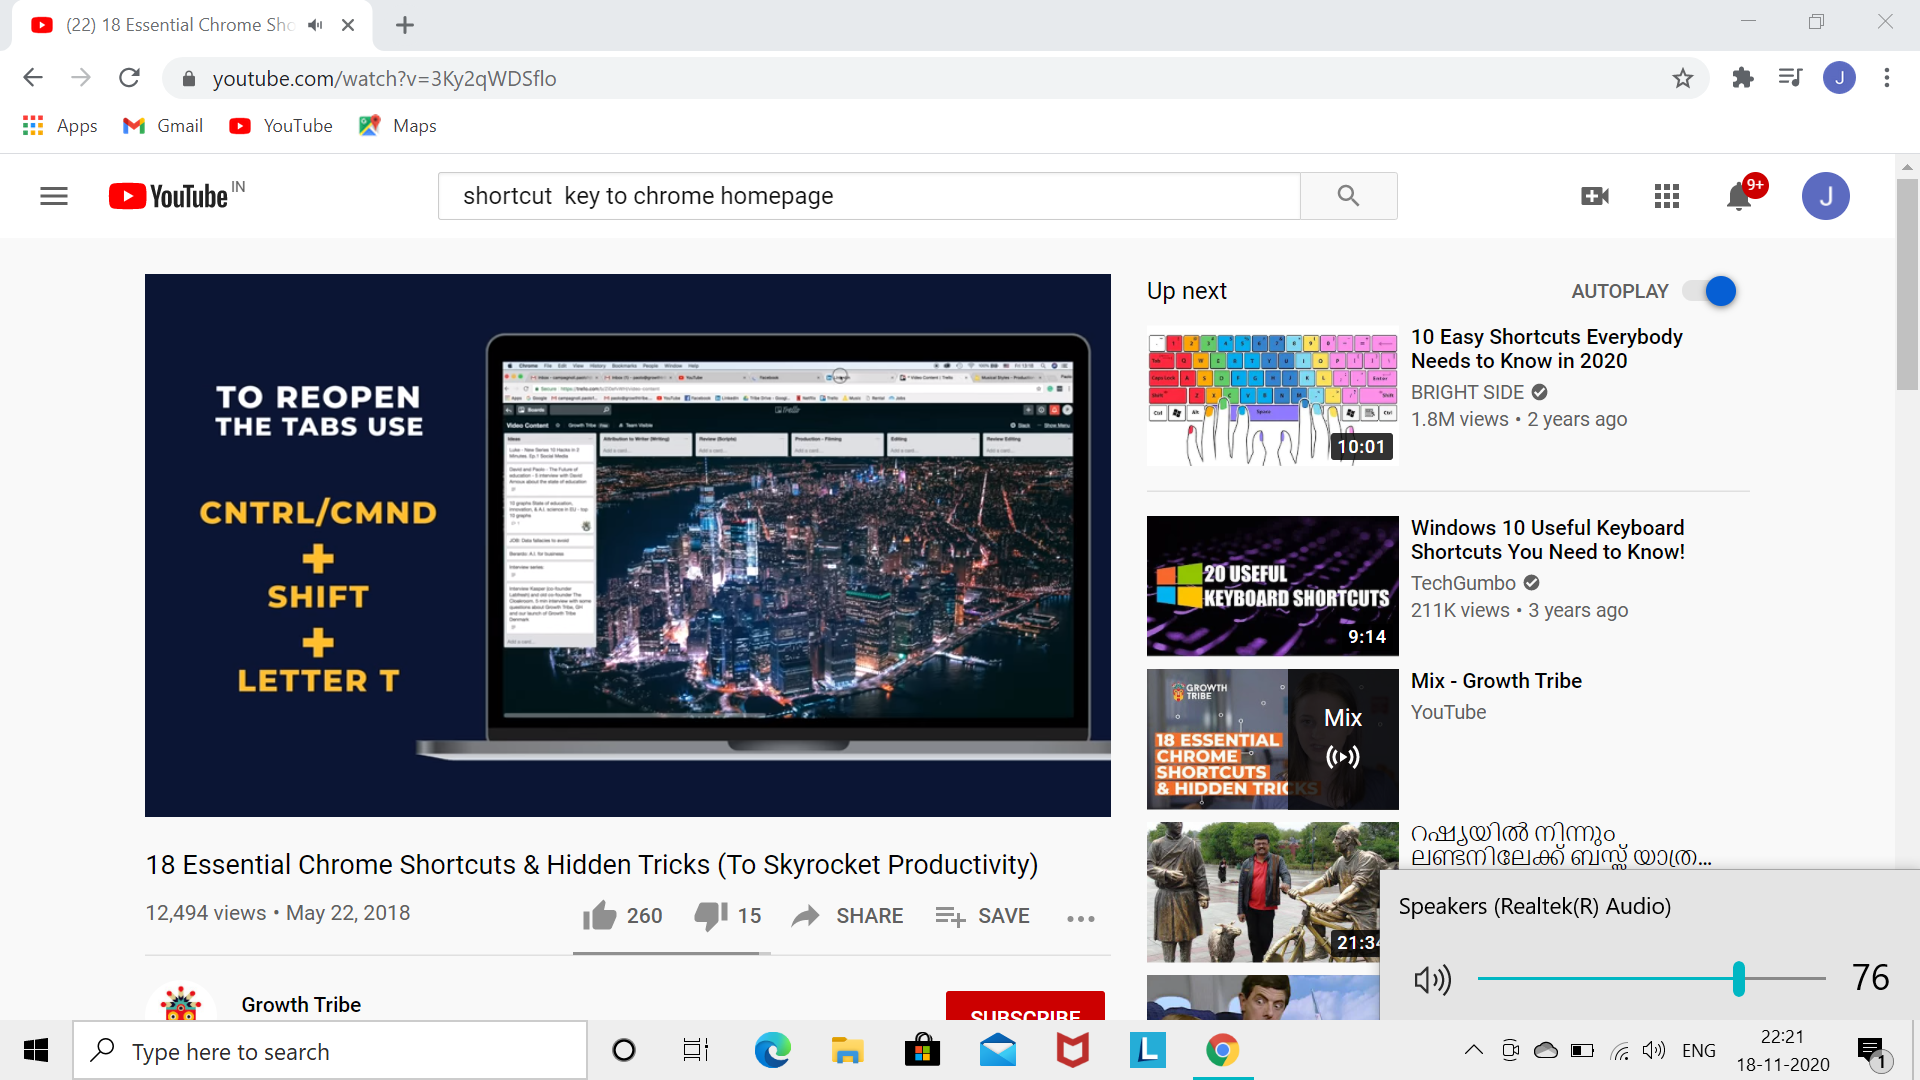 (22) 18 Essential Chrome Sho
youtube.com/watch?v=3Ky2qWDSflo
J
Apps
Gmail
YouTube
Maps
YouTube IN
shortcut  key to chrome homepage
9+
J
TO REOPEN
THE TABS USE
CNTRL/CMND
+
SHIFT
+
LETTER T
Video Content
Up next
AUTOPLAY
10:01
10 Easy Shortcuts Everybody
Needs to Know in 2020
BRIGHT SIDE
1.8M views • 2 years ago
20 USEFUL
KEYBOARD SHORTCUTS
9:14
Windows 10 Useful Keyboard
Shortcuts You Need to Know!
TechGumbo
211K views • 3 years ago
GROWTH
TRIBE
18 ESSENTIAL
CHROME
SHORTCUTS
& HIDDEN TRICKS
Mix
Mix - Growth Tribe
YouTube
റഷ്യയിൽ നിന്നും
ലണ്ടനിലേക്ക് ബസ്സ് യാത്ര...
21:34
18 Essential Chrome Shortcuts & Hidden Tricks (To Skyrocket Productivity)
12,494 views • May 22, 2018
260
15
SHARE
SAVE
Growth Tribe
SUBSCRIBE
Speakers (Realtek(R) Audio)
76
Type here to search
L
ENG
22:21
18-11-2020
1